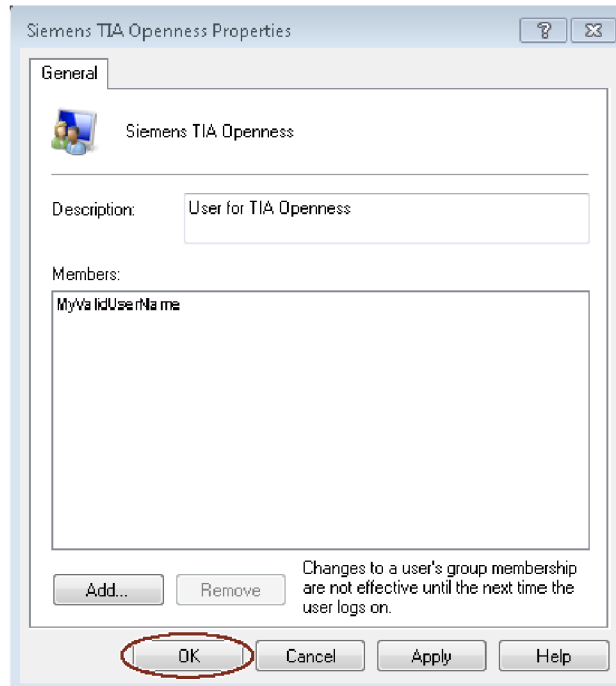 Siemens TIA Openness Properties
General
Siemens TIA Openness
Description:
User for TIA Openness
Members:
MyValidUserName
Add...
Remove
Changes to a user's group membership
are not effective until the next time the
user logs on.
OK
Cancel
Apply
Help